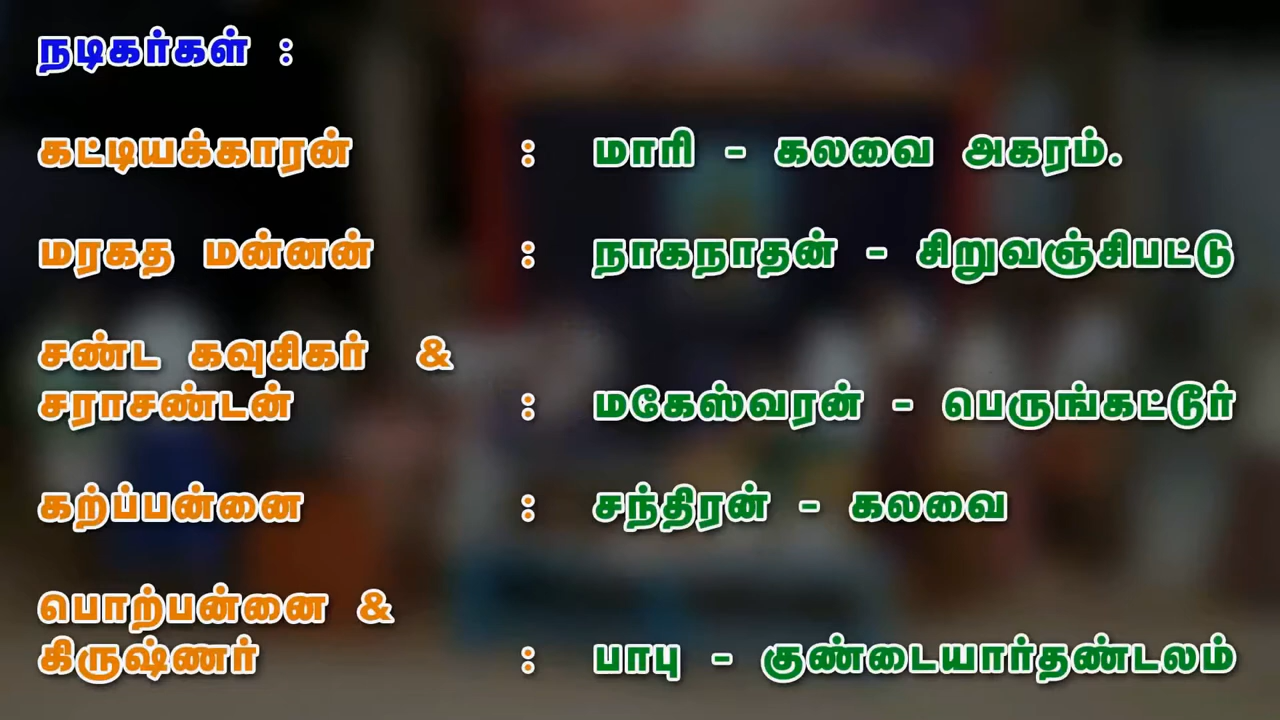 நடிகர்கள் :
கட்டியக்காரன் : மாரி - கலவை அகரம்.
மரகத மன்னன் : நாகநாதன் - சிறுவஞ்சிபட்டு
சண்ட கவுசிகர் &
சராசண்டன் : மகேஸ்வரன் - பெருங்கட்டூர்
கற்ப்பன்னை : சந்திரன் - கலவை
பொற்பன்னை &
கிருஷ்ணர் : பாபு - குண்டையார்தண்டலம்